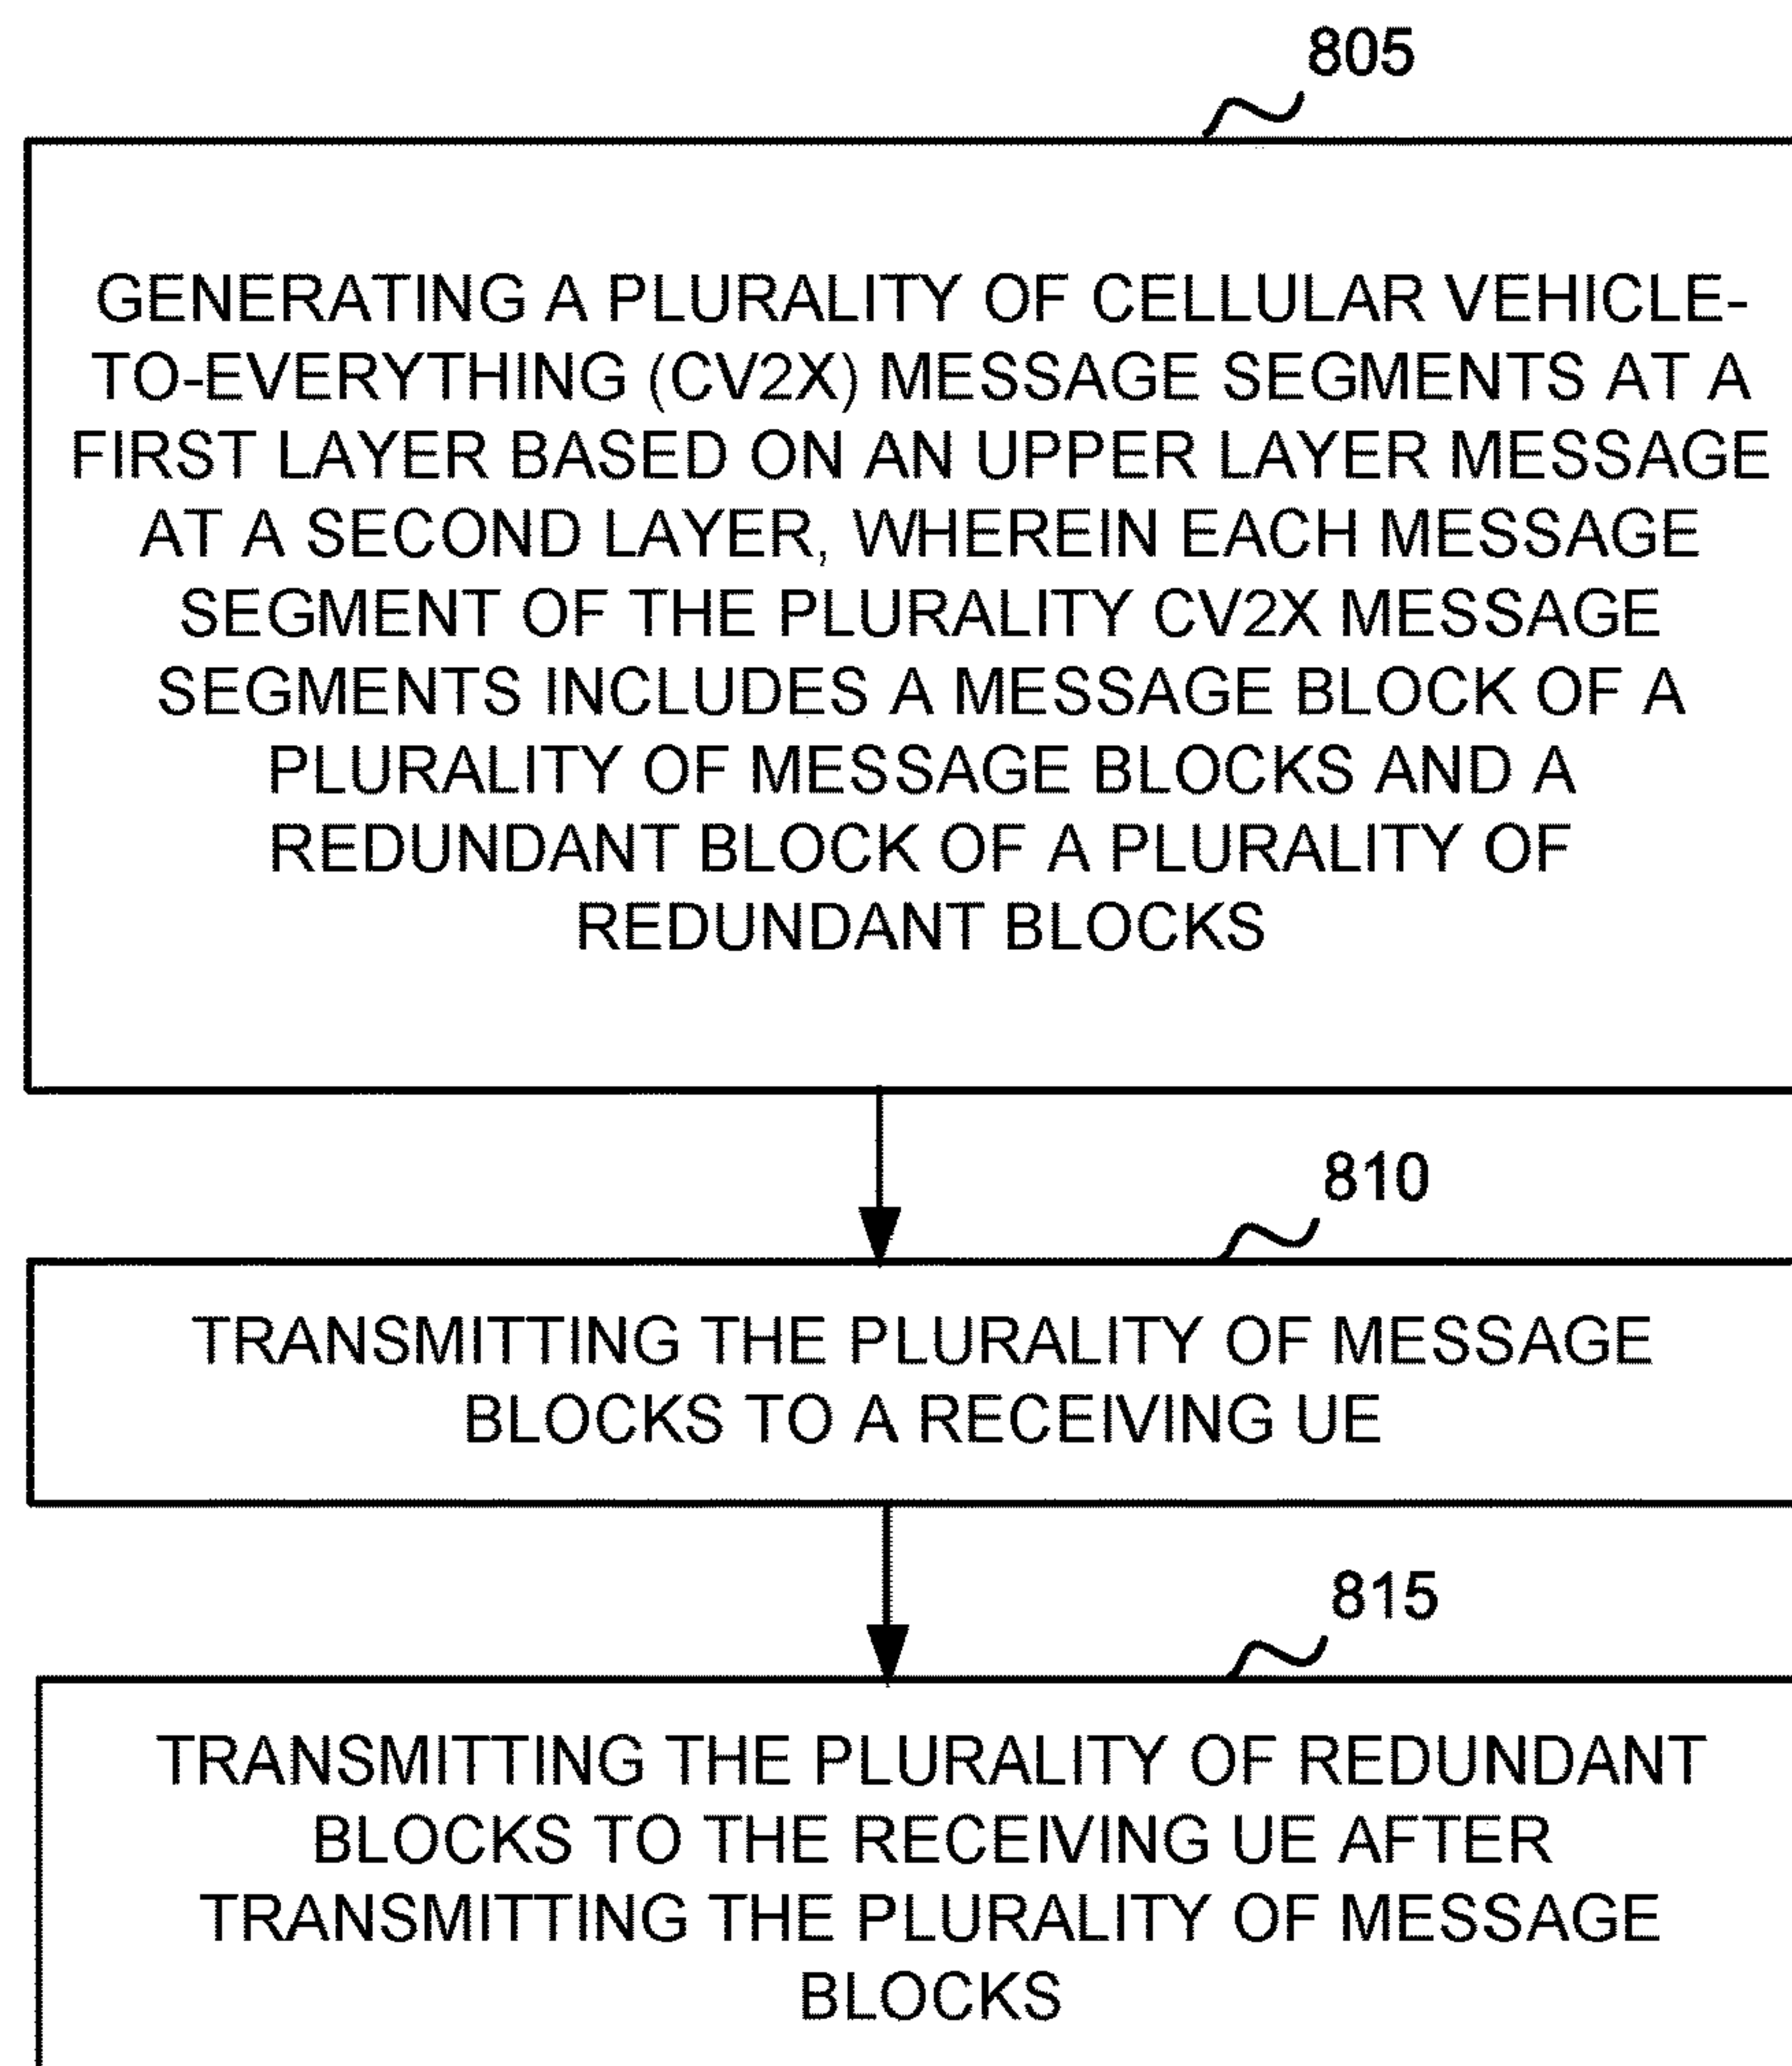 805
GENERATING A PLURALITY OF CELLULAR VEHICLE-
TO-EVERYTHING (CV2X) MESSAGE SEGMENTS AT A
FIRST LAYER BASED ON AN UPPER LAYER MESSAGE
AT A SECOND LAYER, WHEREIN EACH MESSAGE
SEGMENT OF THE PLURALITY CV2X MESSAGE
SEGMENTS INCLUDES A MESSAGE BLOCK OF A
PLURALITY OF MESSAGE BLOCKS AND A
REDUNDANT BLOCK OF A PLURALITY OF
REDUNDANT BLOCKS
810
TRANSMITTING THE PLURALITY OF MESSAGE
BLOCKS TO A RECEIVING UE
815
TRANSMITTING THE PLURALITY OF REDUNDANT
BLOCKS TO THE RECEIVING UE AFTER
TRANSMITTING THE PLURALITY OF MESSAGE
BLOCKS